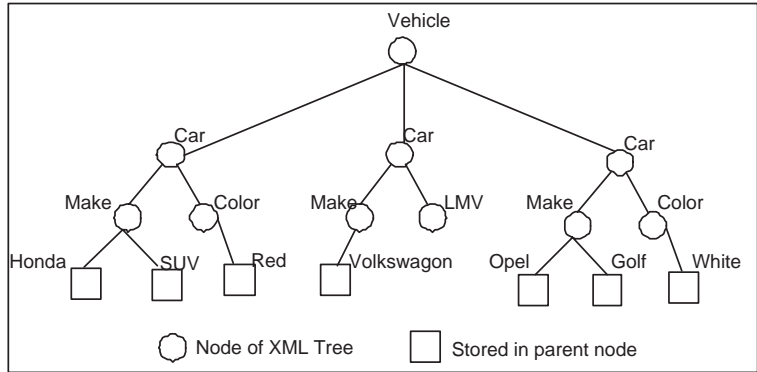 Vehicle
Car Car Car
Make Color Make LMV Make Color
Honda SUV Red Volkswagon Opel Golf White
Node of XML Tree Stored in parent node